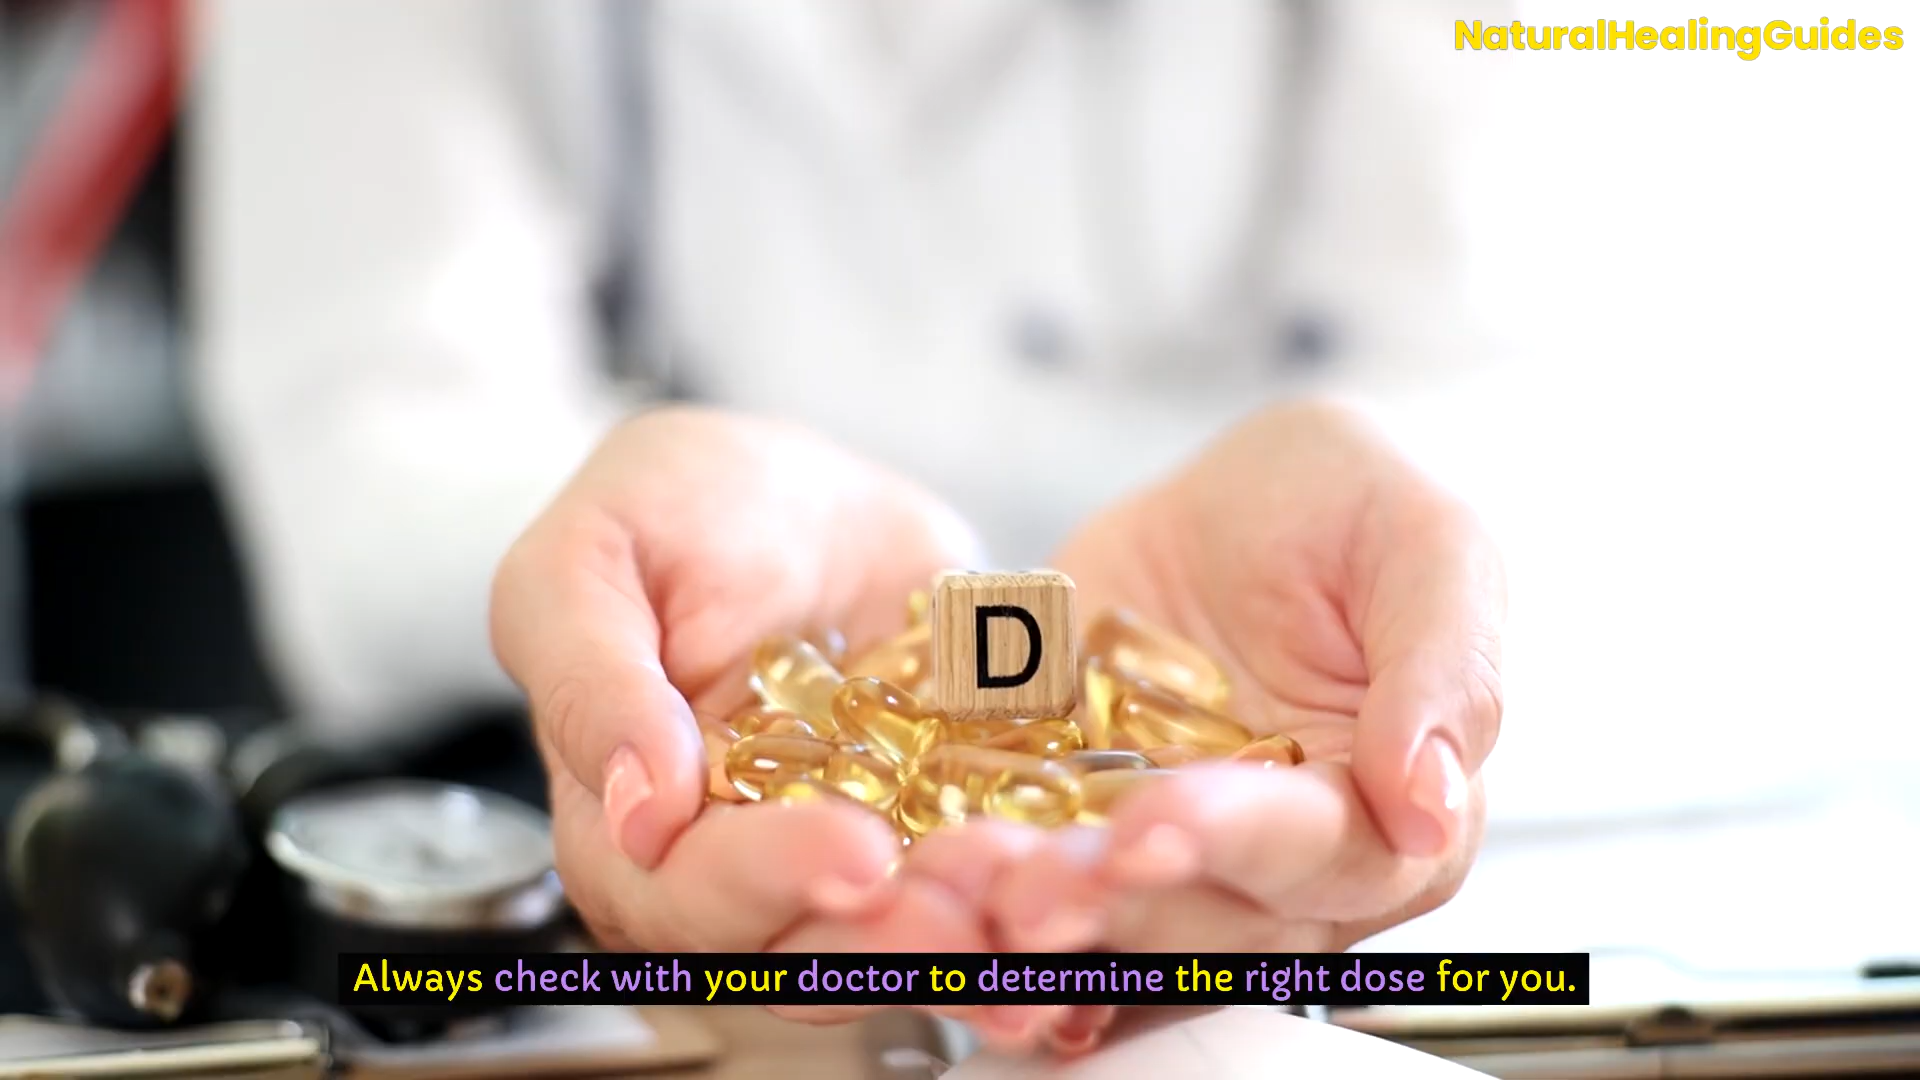 NaturalHealingGuides
D
Always check with your doctor to determine the right dose for you.